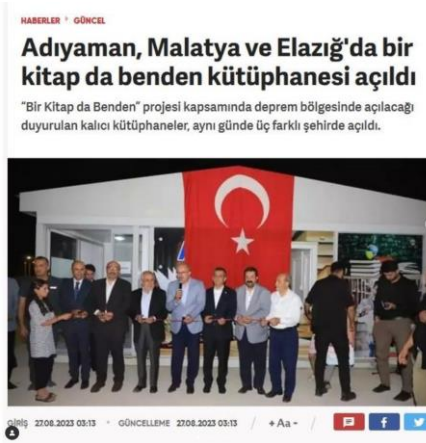 HABERLER > GÜNCEL
Adıyaman, Malatya ve Elazığ'da bir
kitap da benden kütüphanesi açıldı
"Bir Kitap da Benden" projesi kapsamında deprem bölgesinde açılacağı
duyurulan kalıcı kütüphaneler, aynı günde üç farklı şehirde açıldı.
GİRİŞ 27.08.2023 03:13 • GÜNCELLEME 27.08.2023 03:13 / + Aa - /